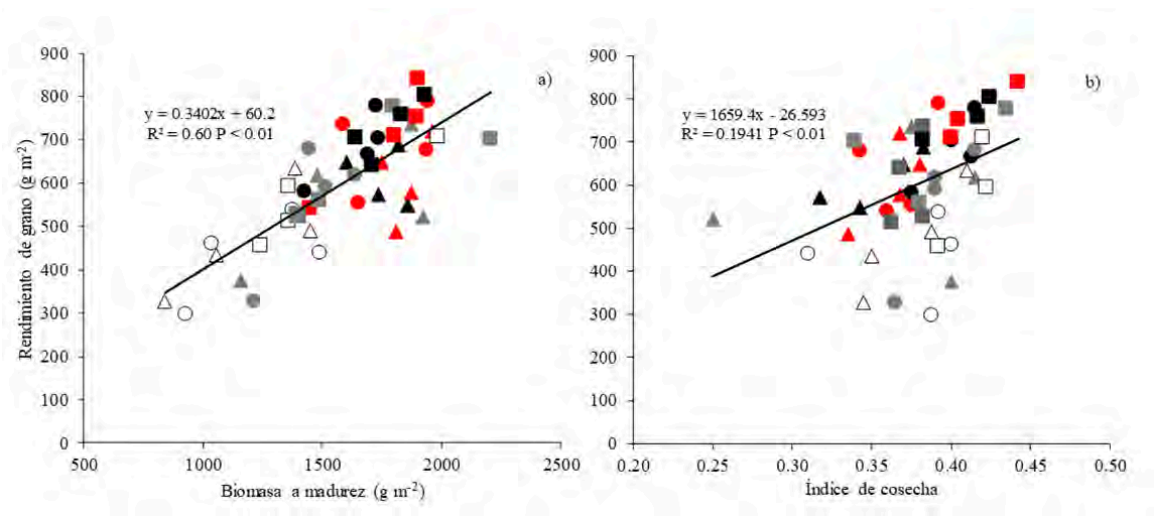 a)
y = 0.3402x + 60.2
R² = 0.60 P < 0.01
Rendimiento de grano (g m⁻²)
900
800
700
600
500
400
300
200
100
0
500 1000 1500 2000 2500
Biomasa a madurez (g m⁻²)
b)
y = 1659.4x - 26.593
R² = 0.1941 P < 0.01
900
800
700
600
500
400
300
200
100
0
0.20 0.25 0.30 0.35 0.40 0.45 0.50
Índice de cosecha